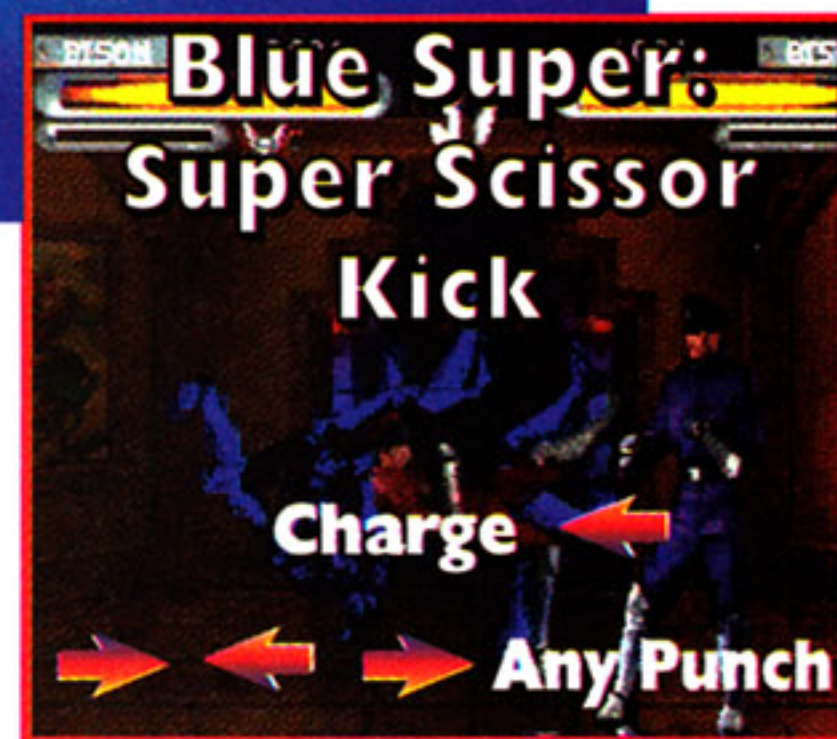 BISON
Blue Super:
Super Scissor
Kick
Charge
Any Punch